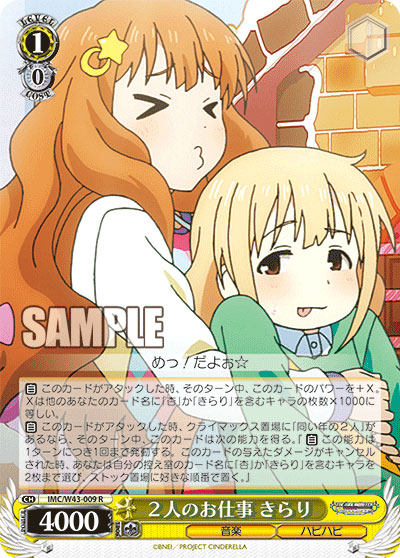 LEVEL
1
0
COST
SAMPLE
めっ！だよぉ☆
自 このカードがアタックした時、そのターン中、このカードのパワーを＋X。
Xは他のあなたのカード名に「杏」か「きらり」を含むキャラの枚数×1000に
等しい。
自 このカードがアタックした時、クライマックス置場に「同い年の2人」が
あるなら、そのターン中、このカードは次の能力を得る。『自 この能力は
1ターンにつき1回まで発動する。このカードの与えたダメージがキャンセル
された時、あなたは自分の控え室のカード名に「杏」か「きらり」を含むキャラを
2枚まで選び、ストック置場に好きな順番で置く。』
CH IMC/W43-009 R
4000
２人のお仕事 きらり
音楽
ハピハピ
©BNEI／PROJECT CINDERELLA